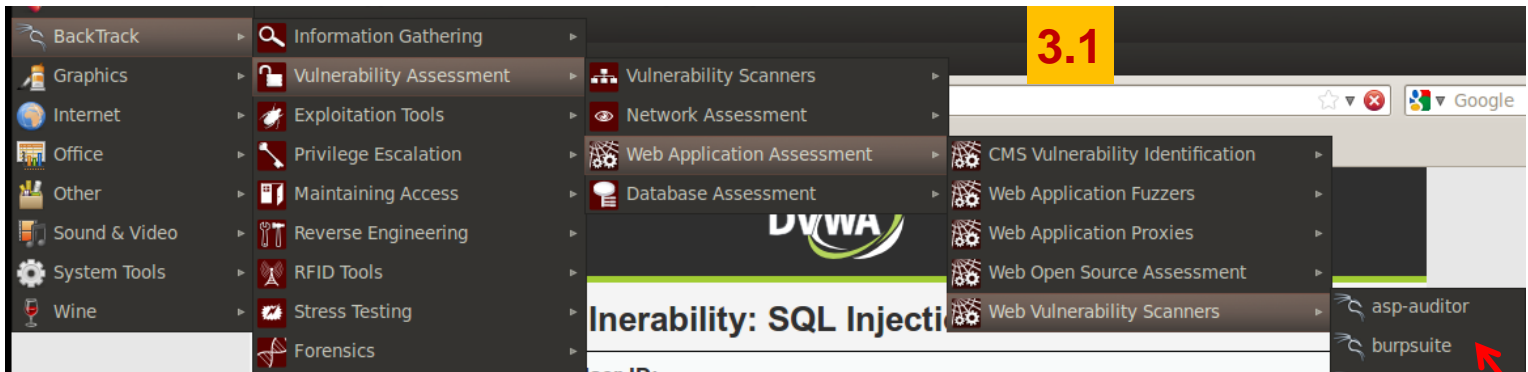 3.1
BackTrack
Graphics
Internet
Office
Other
Sound & Video
System Tools
Wine
Information Gathering
Vulnerability Assessment
Exploitation Tools
Privilege Escalation
Maintaining Access
Reverse Engineering
RFID Tools
Stress Testing
Forensics
Vulnerability Scanners
Network Assessment
Web Application Assessment
Database Assessment
CMS Vulnerability Identification
Web Application Fuzzers
Web Application Proxies
Web Open Source Assessment
Web Vulnerability Scanners
asp-auditor
burpsuite
Google
DVWA
lnerability: SQL Injecti